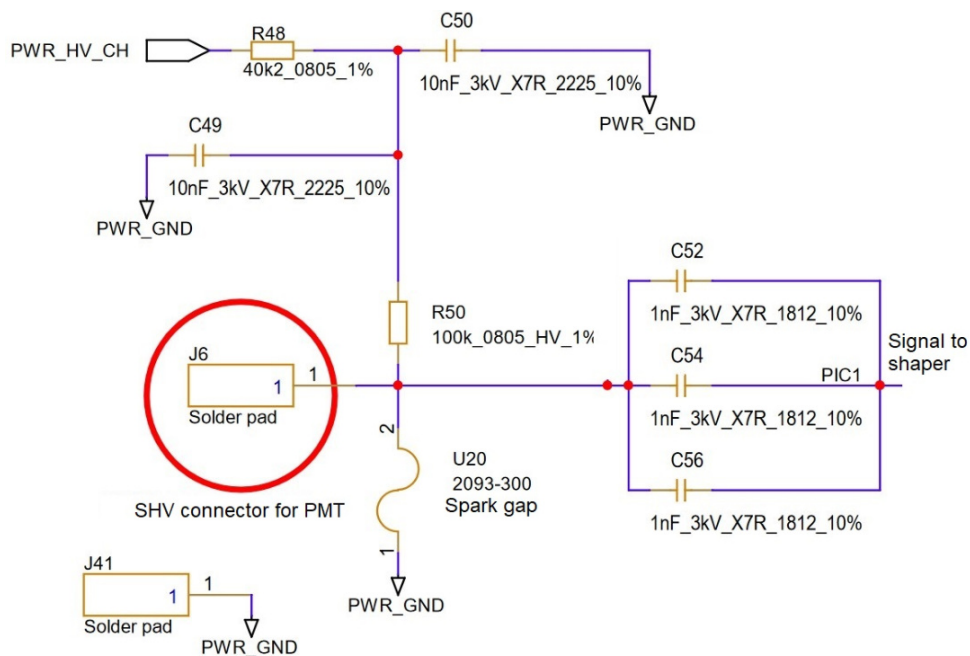 C50
PWR_HV_CH
R48
40k2_0805_1%
10nF_3kV_X7R_2225_10%
PWR_GND
C49
10nF_3kV_X7R_2225_10%
PWR_GND
C52
1nF_3kV_X7R_1812_10%
R50
100k_0805_HV_1%
Signal to
shaper
J6
1
1
Solder pad
C54
PIC1
1nF_3kV_X7R_1812_10%
2
U20
2093-300
Spark gap
C56
1nF_3kV_X7R_1812_10%
SHV connector for PMT
1
J41
1
1
Solder pad
PWR_GND
PWR_GND